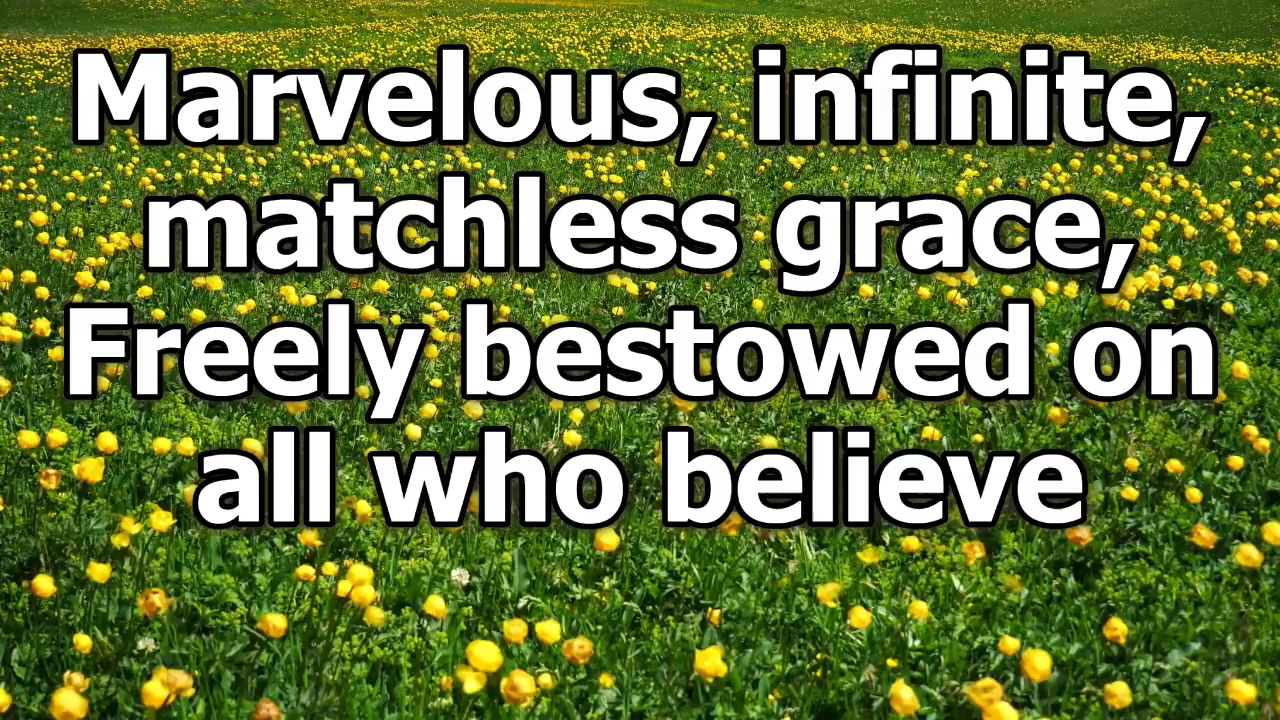 Marvelous, infinite,
matchless grace,
Freely bestowed on
all who believe